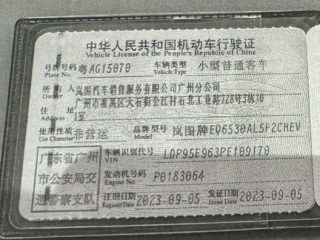 中华人民共和国机动车行驶证
Vehicle License of the People's Republic of China
号牌号码 粤AG15070 车辆类型 小型普通客车
Plate No. Vehicle Type
所有人 岚图汽车销售服务有限公司广州分公司
Owner
住址 广州市番禺区大石街会江村石北工业路728号3栋10
Address
使用性质 非营运 品牌型号 岚图牌EQ6530ALSF2CHEV
Use Character Model
车辆识别代号 LDP95E963PE109170
VIN
广东省广州
市公安局交
通警察支队
发动机号码 P0183064
Engine No.
注册日期 2023-09-05 发证日期 2023-09-05
Register Date Issue Date